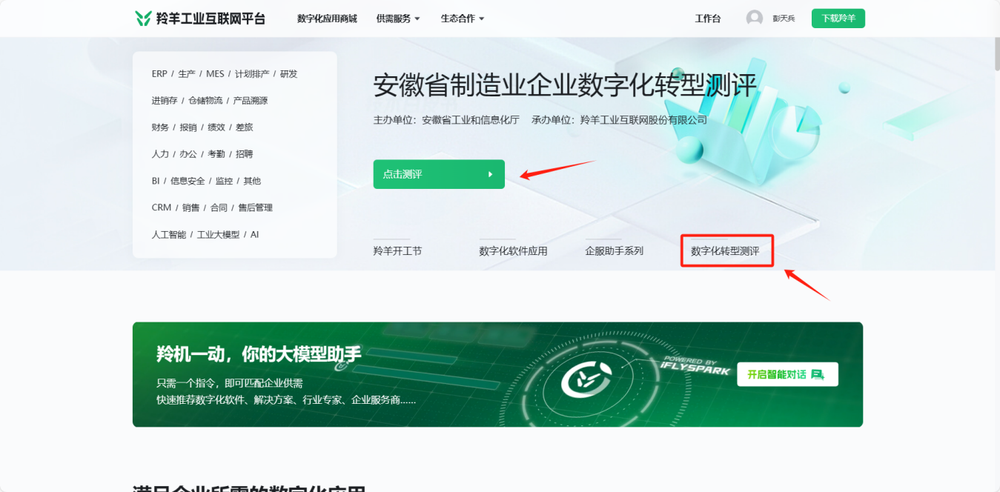 羚羊工业互联网平台 数字化应用商城 供需服务 生态合作 工作台 彭天兵 下载羚羊
ERP / 生产 / MES / 计划排产 / 研发
进销存 / 仓储物流 / 产品溯源
财务 / 报销 / 绩效 / 差旅
人力 / 办公 / 考勤 / 招聘
BI / 信息安全 / 监控 / 其他
CRM / 销售 / 合同 / 售后管理
人工智能 / 工业大模型 / AI
安徽省制造业企业数字化转型测评
主办单位：安徽省工业和信息化厅 承办单位：羚羊工业互联网股份有限公司
点击测评
羚羊开工节 数字化软件应用 企服助手系列 数字化转型测评
羚机一动，你的大模型助手
只需一个指令，即可匹配企业供需
快速推荐数字化软件、解决方案、行业专家、企业服务商......
POWERED BY
iFLYSPARK
开启智能对话
满足企业所需的数字化应用